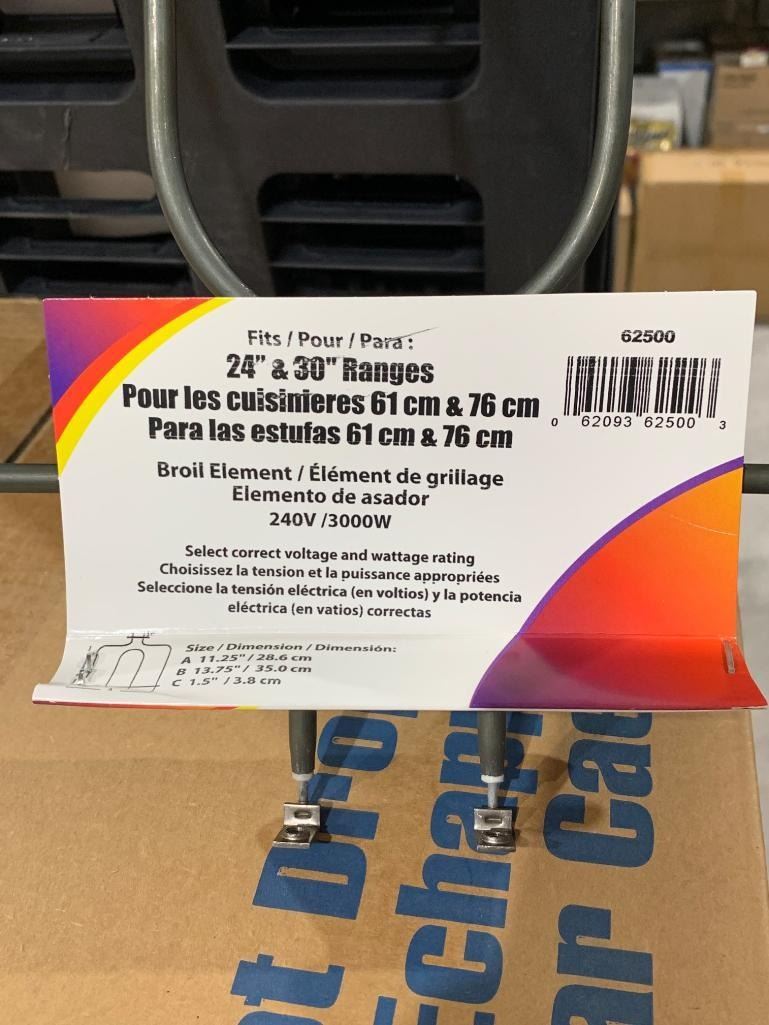 Fits / Pour / Para :
24" & 30" Ranges
Pour les cuisinieres 61 cm & 76 cm
Para las estufas 61 cm & 76 cm
62500
0 62093 62500 3
Broil Element / Élément de grillage
Elemento de asador
240V /3000W
Select correct voltage and wattage rating
Choisissez la tension et la puissance appropriées
Seleccione la tensión eléctrica (en voltios) y la potencia
eléctrica (en vatios) correctas
Size / Dimension / Dimensión:
A 11.25" / 28.6 cm
B 13.75" / 35.0 cm
C 1.5" / 3.8 cm